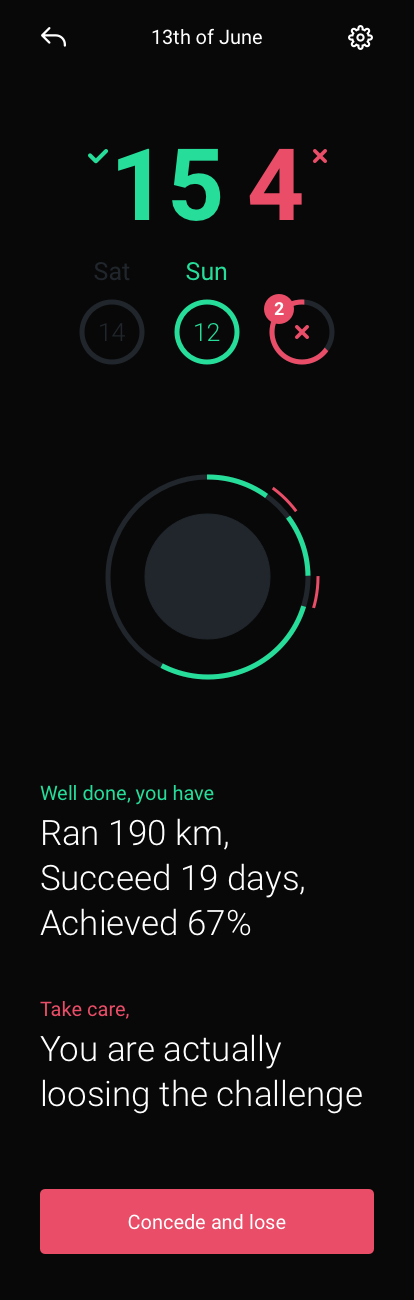 13th of June
15 4
Sat Sun
14 12 2
Well done, you have
Ran 190 km,
Succeed 19 days,
Achieved 67%
Take care,
You are actually
loosing the challenge
Concede and lose